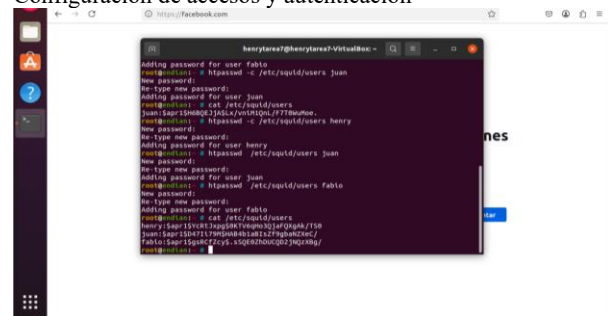 Configuración de accesos y autenticación
https://facebook.com
henrytarea7@henrytarea7-VirtualBox: ~
Adding password for user fabio
root@endian:~ # htpasswd -c /etc/squid/users juan
New password:
Re-type new password:
Adding password for user juan
root@endian:~ # cat /etc/squid/users
root@endian:~ # htpasswd -c /etc/squid/users henry
New password:
Re-type new password:
Adding password for user henry
root@endian:~ # htpasswd /etc/squid/users juan
New password:
Re-type new password:
Adding password for user juan
root@endian:~ # htpasswd /etc/squid/users fabio
New password:
Re-type new password:
Adding password for user fabio
root@endian:~ # cat /etc/squid/users
root@endian:~ #
nes
tar